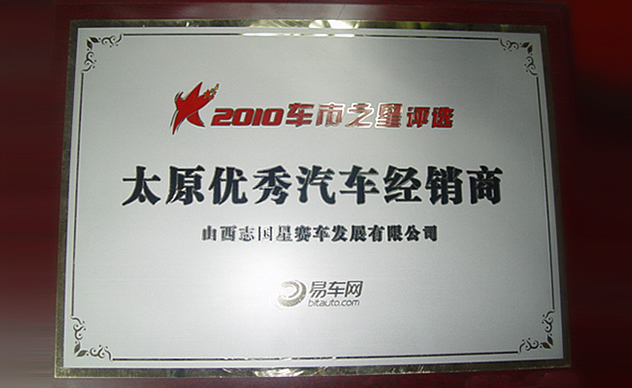 2010车市之星评选
太原优秀汽车经销商
山西志国星赛车发展有限公司
易车网
bitauto.com